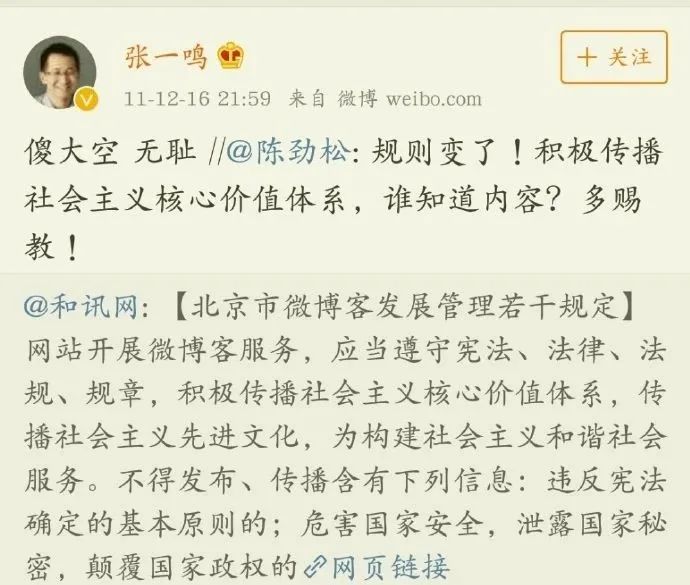 张一鸣
+ 关注
11-12-16 21:59 来自 微博 weibo.com
傻大空 无耻 //@陈劲松: 规则变了！积极传播
社会主义核心价值体系，谁知道内容？多赐
教！
@和讯网:【北京市微博客发展管理若干规定】
网站开展微博客服务，应当遵守宪法、法律、法
规、规章，积极传播社会主义核心价值体系，传
播社会主义先进文化，为构建社会主义和谐社会
服务。不得发布、传播含有下列信息：违反宪法
确定的基本原则的；危害国家安全，泄露国家秘
密，颠覆国家政权的 网页链接